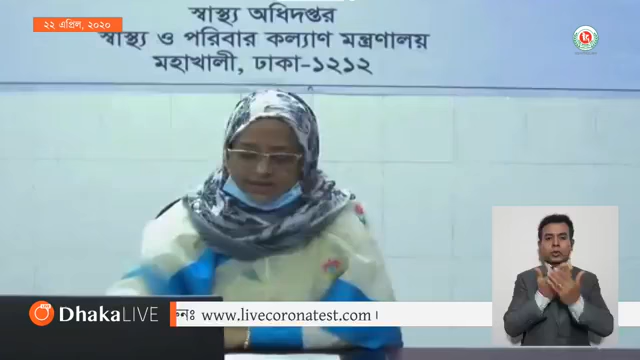 ২২ এপ্রিল, ২০২০
স্বাস্থ্য অধিদপ্তর
স্বাস্থ্য ও পরিবার কল্যাণ মন্ত্রণালয়
মহাখালী, ঢাকা-১২১২
DhakaLIVE
www.livecoronatest.com।